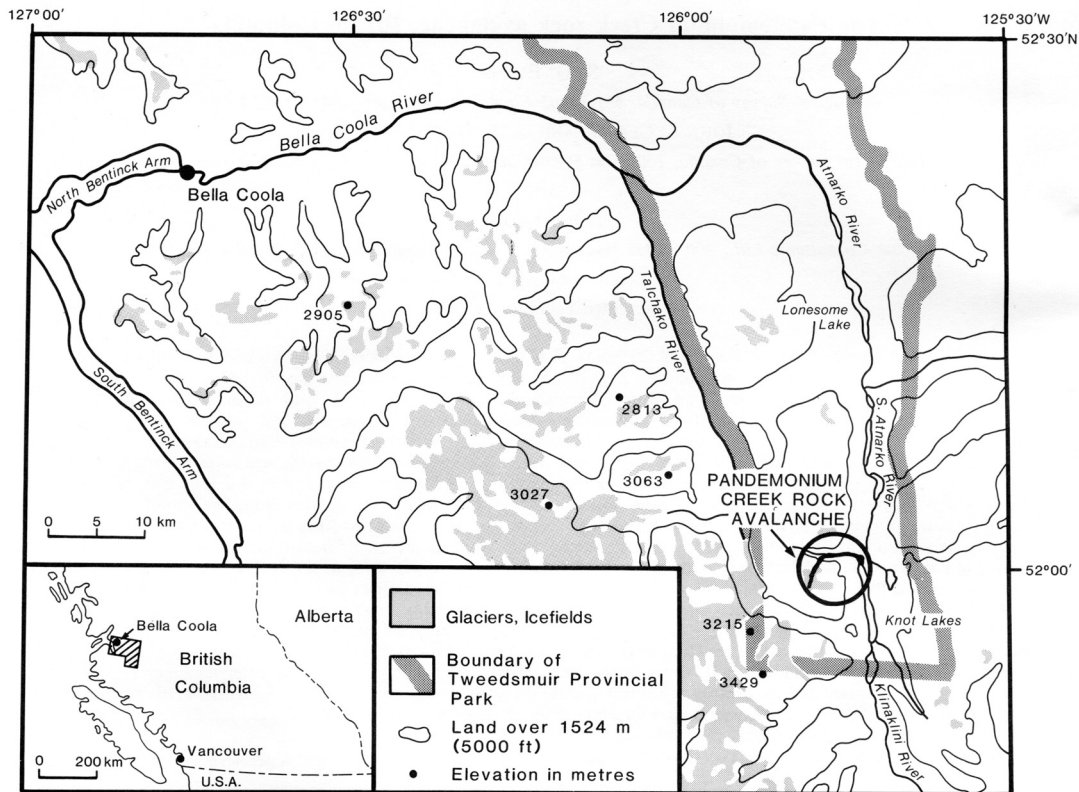 127°00'
126°30'
126°00'
125°30'W
52°30'N
Bella Coola River
North Bentinck Arm
Bella Coola
Atnarko River
Talchako River
Lonesome
Lake
2905
South Bentinck Arm
2813
S. Atnarko River
3063
3027
PANDEMONIUM
CREEK ROCK
AVALANCHE
0 5 10 km
52°00'
Knot Lakes
3215
3429
Klinaklini River
Bella Coola
Alberta
British
Columbia
Vancouver
0 200 km
U.S.A.
Glaciers, Icefields
Boundary of
Tweedsmuir Provincial
Park
Land over 1524 m
(5000 ft)
Elevation in metres